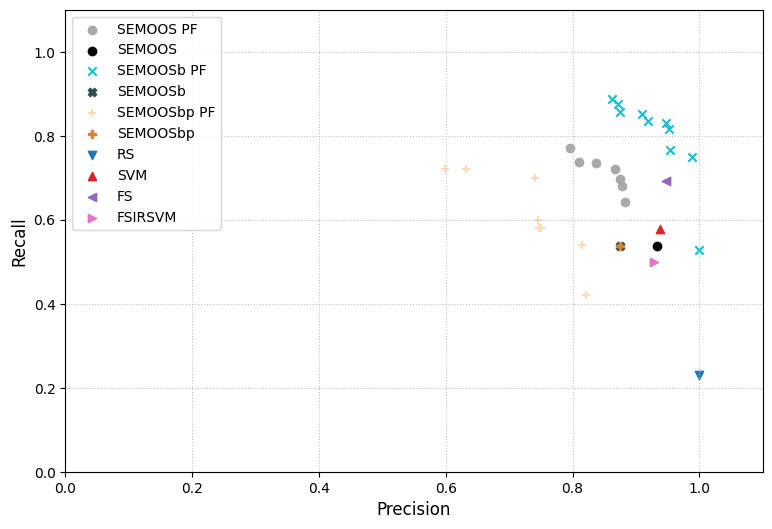 1.0
0.8
0.6
0.4
0.2
0.0
Recall
SEMOOS PF
SEMOOS
SEMOOSb PF
SEMOOSb
SEMOOSbp PF
SEMOOSbp
RS
SVM
FS
FSIRSVM
0.0 0.2 0.4 0.6 0.8 1.0
Precision